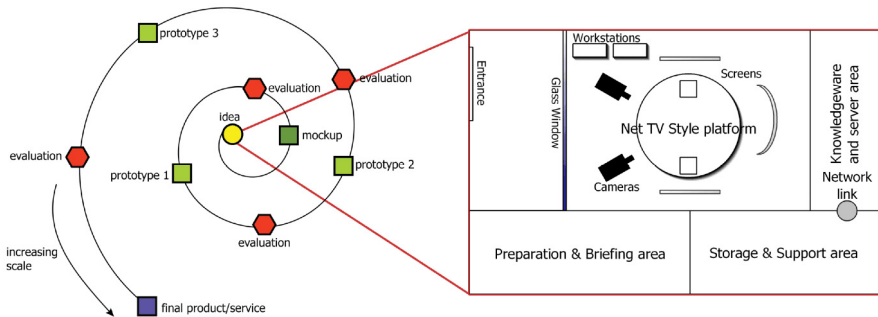 prototype 3
evaluation
evaluation
idea
mockup
evaluation
prototype 1
prototype 2
evaluation
increasing
scale
final product/service
Workstations
Entrance
Glass Window
Screens
Net TV Style platform
Cameras
Knowledgeware
and server area
Network
link
Preparation & Briefing area
Storage & Support area